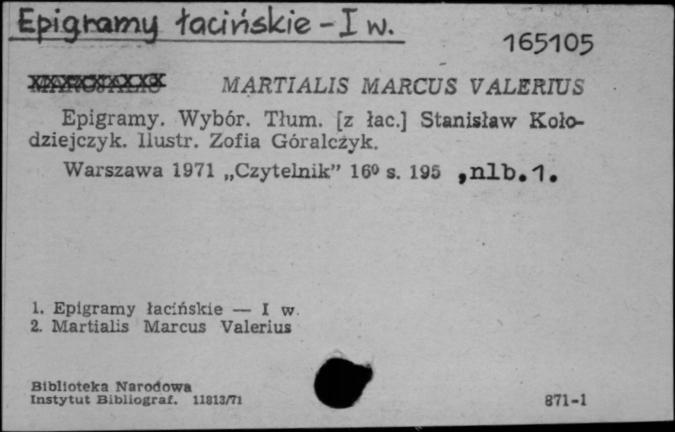 Epigramy łacińskie - I w.
165105
MARTIALIS MARCUS VALERIUS
Epigramy. Wybór. Tłum. [z łac.] Stanisław Koło-
dziejczyk. Ilustr. Zofia Góralczyk.
Warszawa 1971 „Czytelnik” 16⁰ s. 195 ,nlb.1.
1. Epigramy łacińskie — I w.
2. Martialis Marcus Valerius
Biblioteka Narodowa
Instytut Bibliograf. 11813/71
871-1